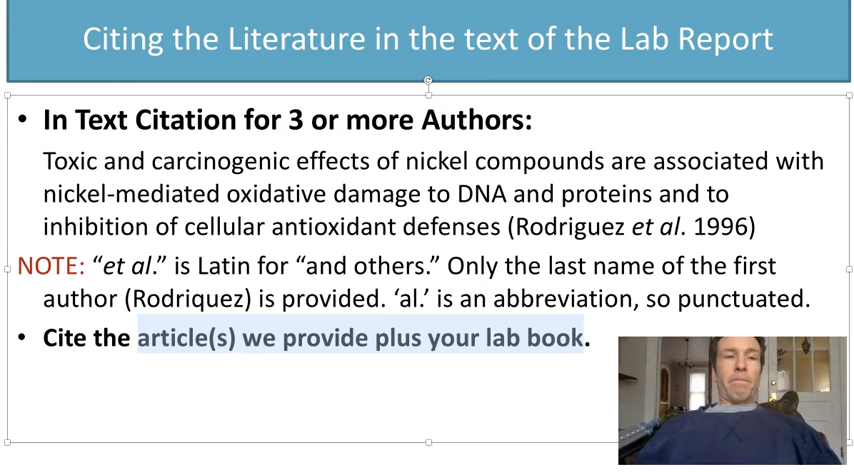 Citing the Literature in the text of the Lab Report
• In Text Citation for 3 or more Authors:
Toxic and carcinogenic effects of nickel compounds are associated with
nickel-mediated oxidative damage to DNA and proteins and to
inhibition of cellular antioxidant defenses (Rodriguez et al. 1996)
NOTE: “et al.” is Latin for “and others.” Only the last name of the first
author (Rodriquez) is provided. ‘al.’ is an abbreviation, so punctuated.
• Cite the article(s) we provide plus your lab book.